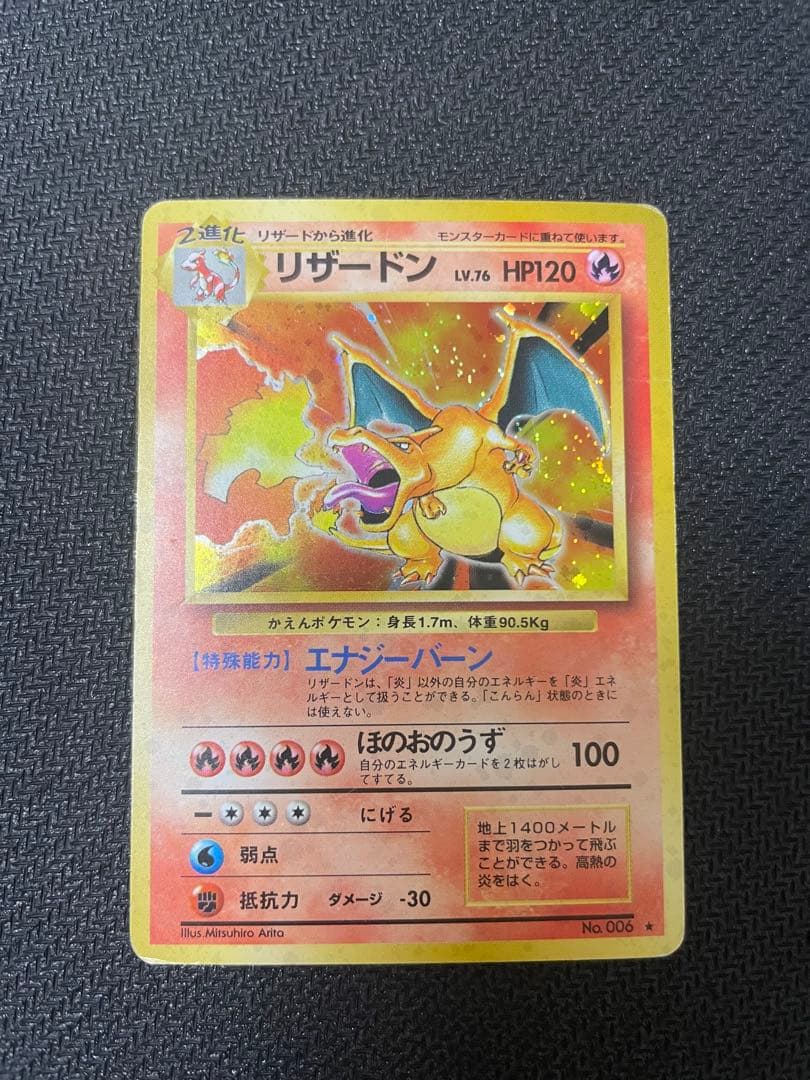 2進化 リザードから進化 モンスターカードに重ねて使います。
リザードン LV.76 HP120
かえんポケモン：身長1.7m、体重90.5Kg
【特殊能力】エナジーバーン
リザードンは、「炎」以外の自分のエネルギーを「炎」エネ
ルギーとして扱うことができる。「こんらん」状態のときに
は使えない。
ほのおのうず 100
自分のエネルギーカードを2枚はがし
てすてる。
にげる
弱点
抵抗力 ダメージ -30
地上1400メートル
まで羽をつかって飛ぶ
ことができる。高熱の
炎をはく。
Illus.Mitsuhiro Arita No. 006 ★